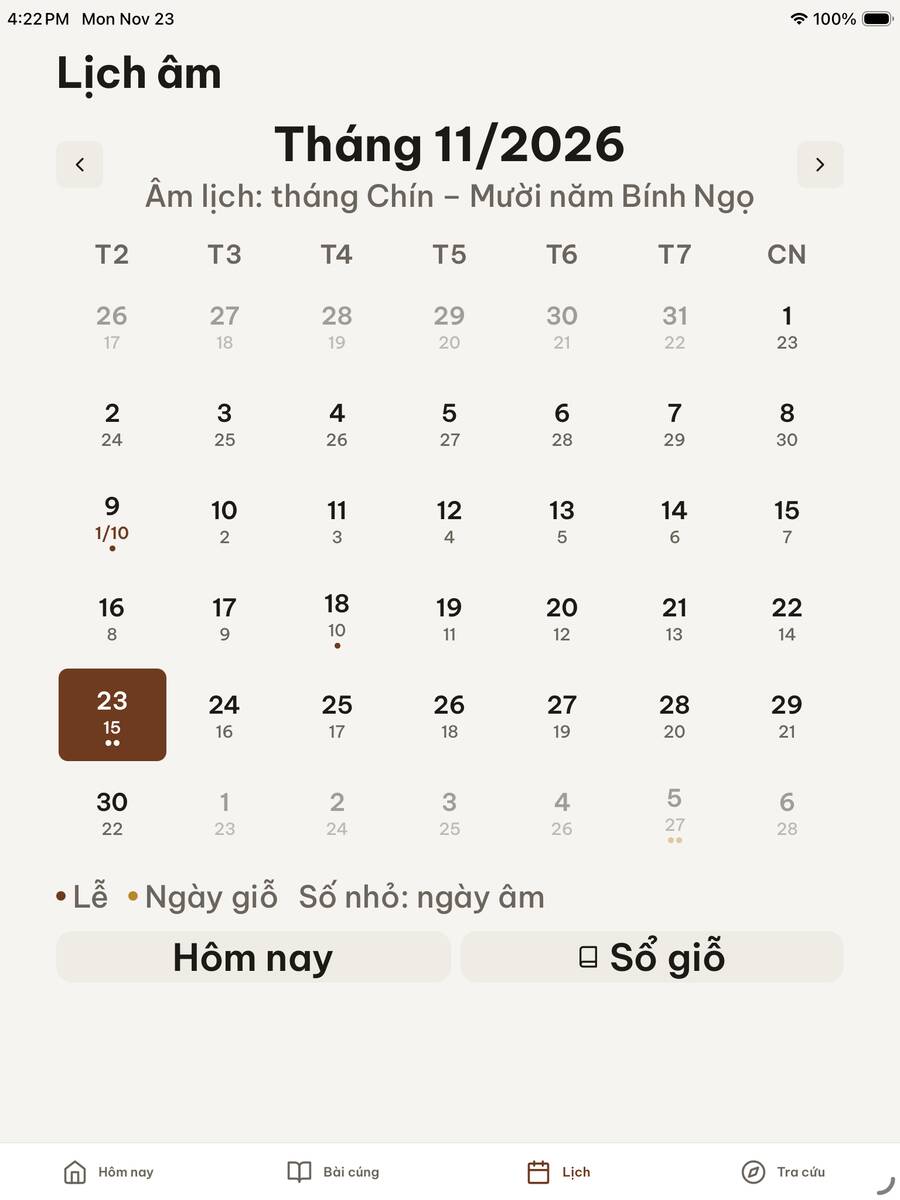 4:22 PM Mon Nov 23 100%
Lịch âm
Tháng 11/2026
Âm lịch: tháng Chín – Mười năm Bính Ngọ
T2 T3 T4 T5 T6 T7 CN
26 27 28 29 30 31 1
17 18 19 20 21 22 23
2 3 4 5 6 7 8
24 25 26 27 28 29 30
9 10 11 12 13 14 15
1/10 2 3 4 5 6 7
16 17 18 19 20 21 22
8 9 10 11 12 13 14
23 24 25 26 27 28 29
15 16 17 18 19 20 21
30 1 2 3 4 5 6
22 23 24 25 26 27 28
Lễ Ngày giỗ Số nhỏ: ngày âm
Hôm nay Sổ giỗ
Hôm nay Bài cúng Lịch Tra cứu